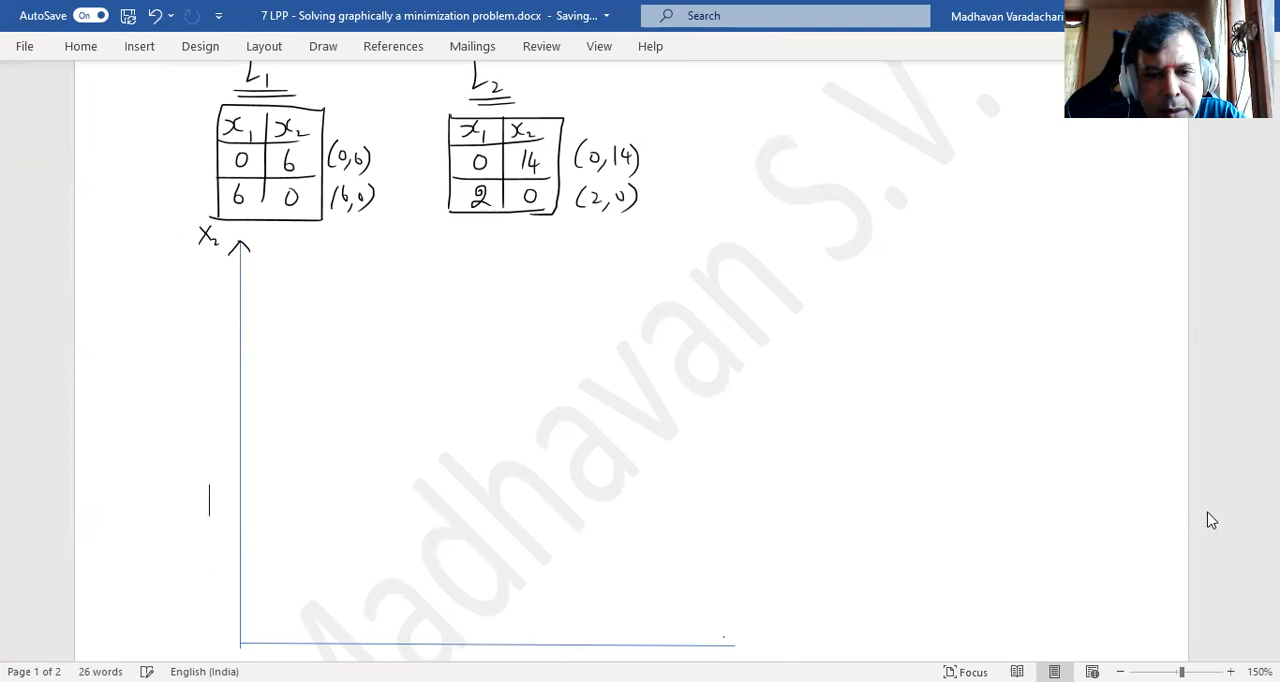 AutoSave On 7 LPP - Solving graphically a minimization problem.docx - Saving... Search Madhavan Varadachari
File Home Insert Design Layout Draw References Mailings Review View Help
L₁ L₂
x₁ x₂ x₁ x₂
0 6 (0,6) 0 14 (0,14)
6 0 (6,0) 2 0 (2,0)
X₂
Madhavan S.V.
Page 1 of 2 26 words English (India) Focus 150%